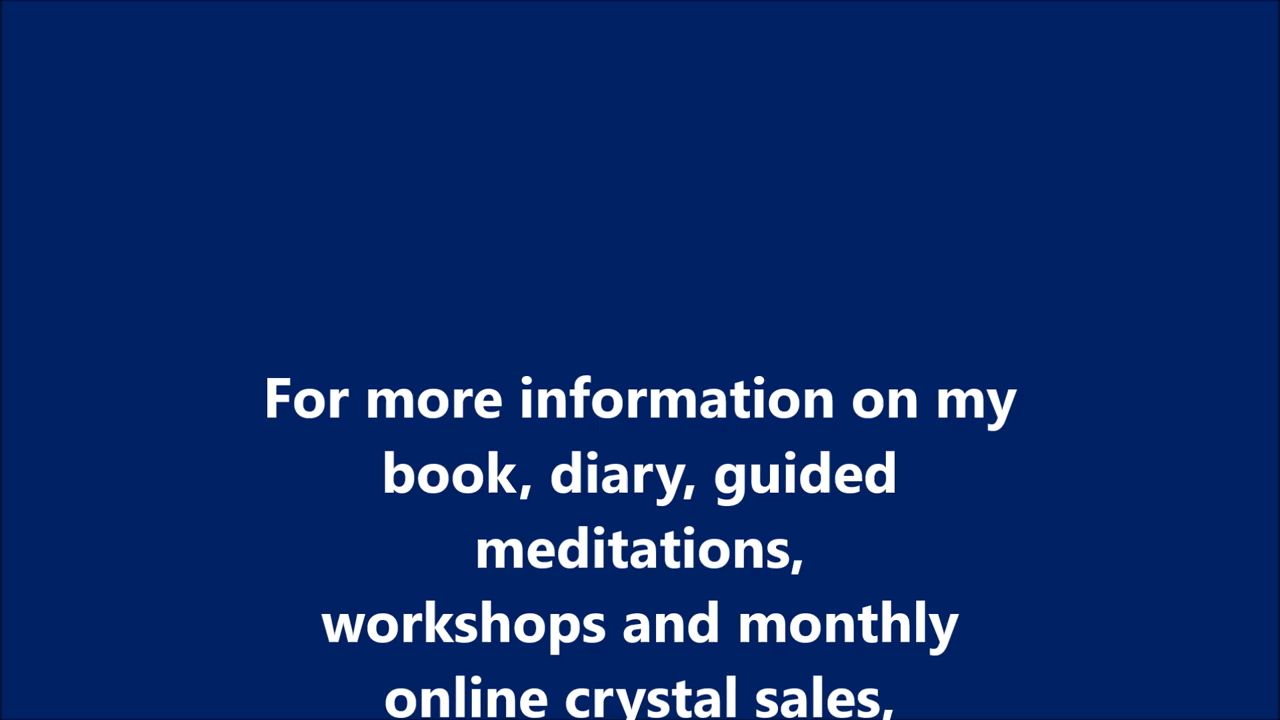 For more information on my
book, diary, guided
meditations,
workshops and monthly
online crystal sales,